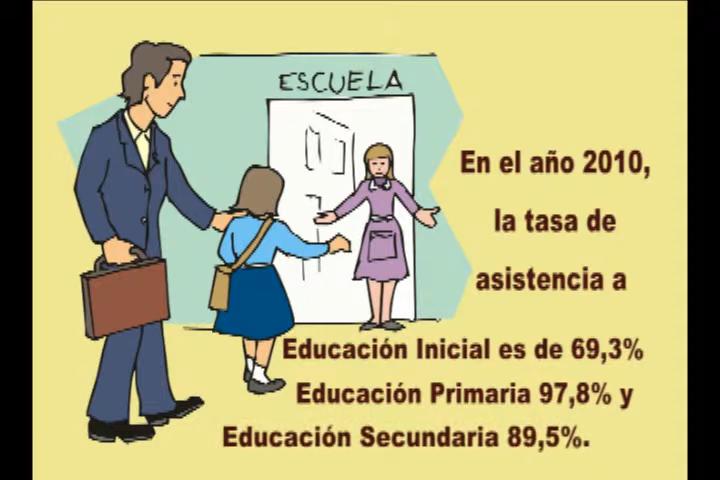 ESCUELA
En el año 2010,
la tasa de
asistencia a
Educación Inicial es de 69,3%
Educación Primaria 97,8% y
Educación Secundaria 89,5%.